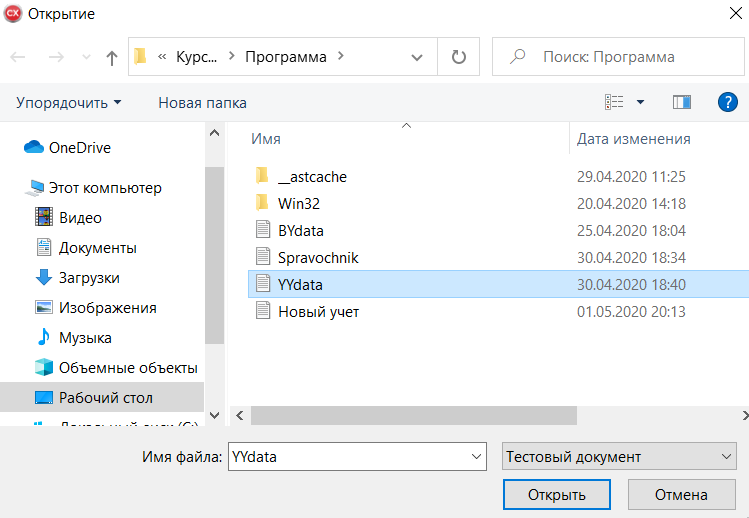 CX Открытие
« Курс... Программа
Поиск: Программа
Упорядочить
Новая папка
?
OneDrive
Этот компьютер
Видео
Документы
Загрузки
Изображения
Музыка
Объемные объекты
Рабочий стол
Имя Дата изменения
__astcache 29.04.2020 11:25
Win32 20.04.2020 14:18
BYdata 25.04.2020 18:04
Spravochnik 30.04.2020 18:34
YYdata 30.04.2020 18:40
Новый учет 01.05.2020 20:13
Имя файла: YYdata
Тестовый документ
Открыть Отмена